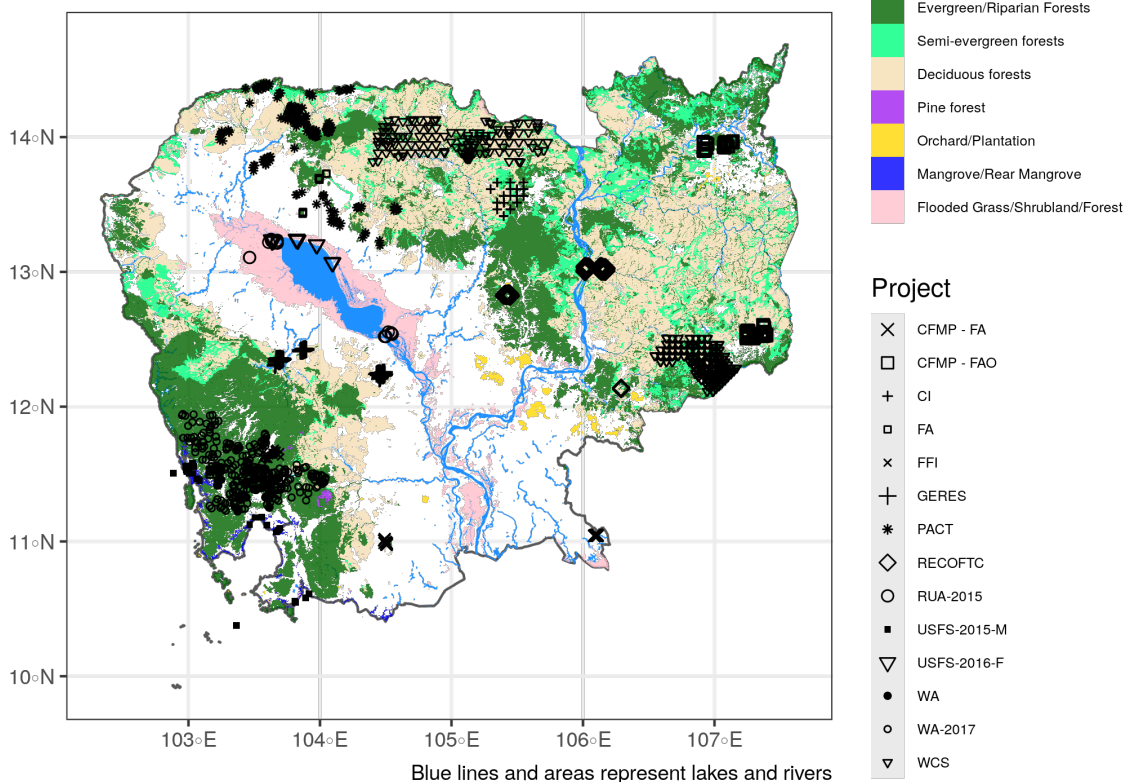 Evergreen/Riparian Forests
Semi-evergreen forests
Deciduous forests
Pine forest
Orchard/Plantation
Mangrove/Rear Mangrove
Flooded Grass/Shrubland/Forest
Project
CFMP - FA
CFMP - FAO
CI
FA
FFI
GERES
PACT
RECOFTC
RUA-2015
USFS-2015-M
USFS-2016-F
WA
WA-2017
WCS
14°N
13°N
12°N
11°N
10°N
103°E 104°E 105°E 106°E 107°E
Blue lines and areas represent lakes and rivers